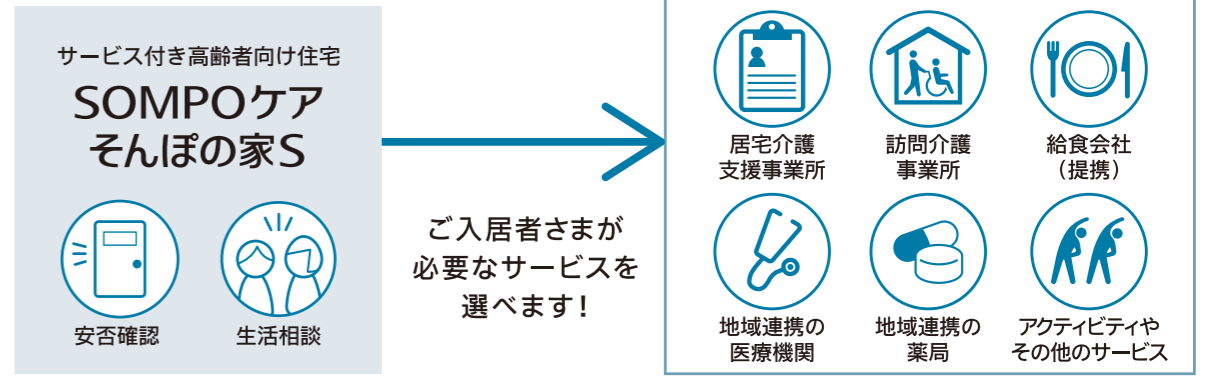 サービス付き高齢者向け住宅
SOMPOケア
そんぽの家S
安否確認
生活相談
ご入居者さまが
必要なサービスを
選べます!
居宅介護
支援事業所
訪問介護
事業所
給食会社
(提携)
地域連携の
医療機関
地域連携の
薬局
アクティビティや
その他のサービス